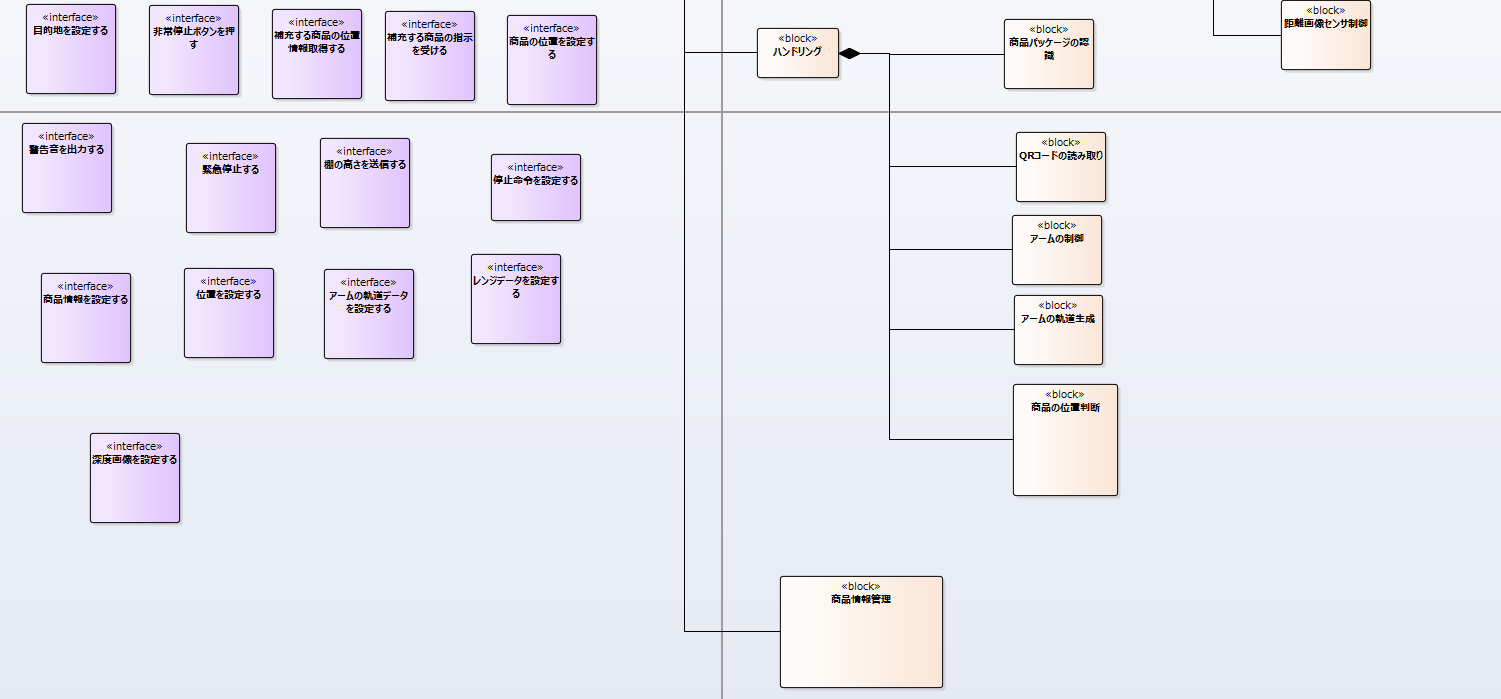 «interface»
目的地を設定する
«interface»
非常停止ボタンを押
す
«interface»
補充する商品の位置
情報取得する
«interface»
補充する商品の指示
を受ける
«interface»
商品の位置を設定す
る
«block»
ハンドリング
«block»
商品パッケージの認
識
«block»
距離画像センサ制御
«interface»
警告音を出力する
«interface»
緊急停止する
«interface»
棚の高さを送信する
«interface»
停止命令を設定する
«block»
QRコードの読み取り
«block»
アームの制御
«interface»
商品情報を設定する
«interface»
位置を設定する
«interface»
アームの軌道データ
を設定する
«interface»
レンジデータを設定す
る
«block»
アームの軌道生成
«block»
商品の位置判断
«interface»
深度画像を設定する
«block»
商品情報管理